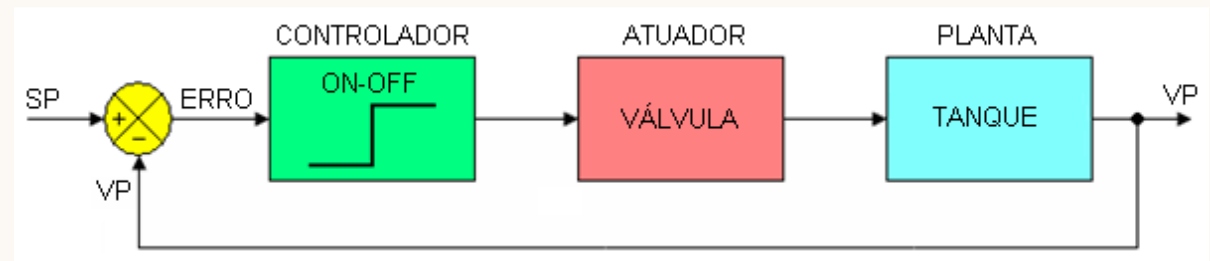 CONTROLADOR
ATUADOR
PLANTA
SP
+
−
ERRO
ON-OFF
VÁLVULA
TANQUE
VP
VP